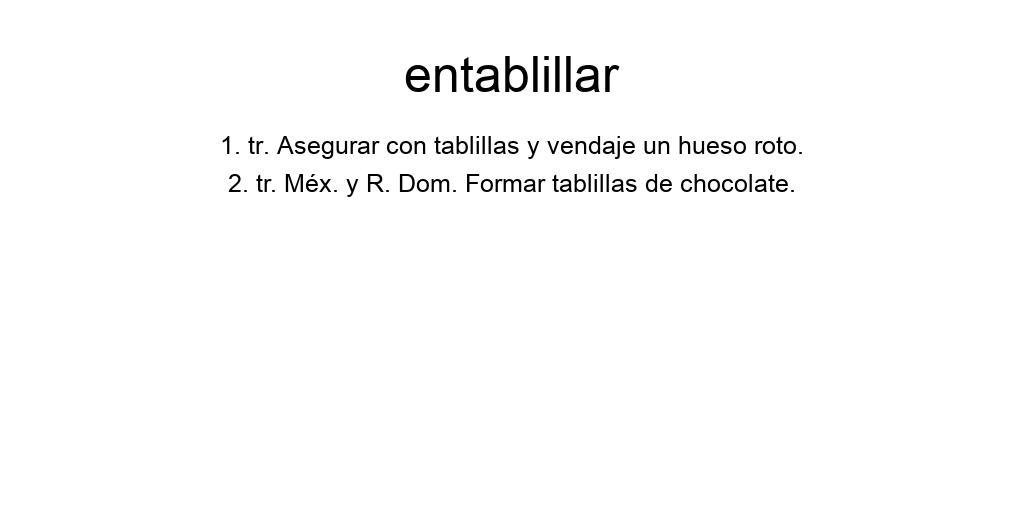 entablillar
1. tr. Asegurar con tablillas y vendaje un hueso roto.
2. tr. Méx. y R. Dom. Formar tablillas de chocolate.